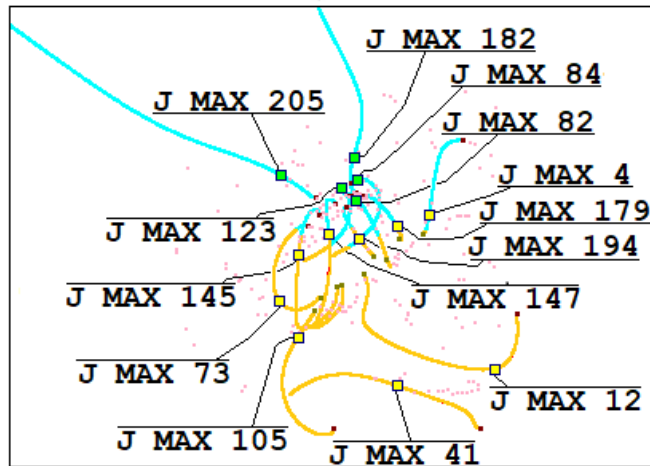 J MAX 182
J MAX 84
J MAX 205
J MAX 82
J MAX 4
J MAX 179
J MAX 123
J MAX 194
J MAX 145
J MAX 147
J MAX 73
J MAX 12
J MAX 105
J MAX 41